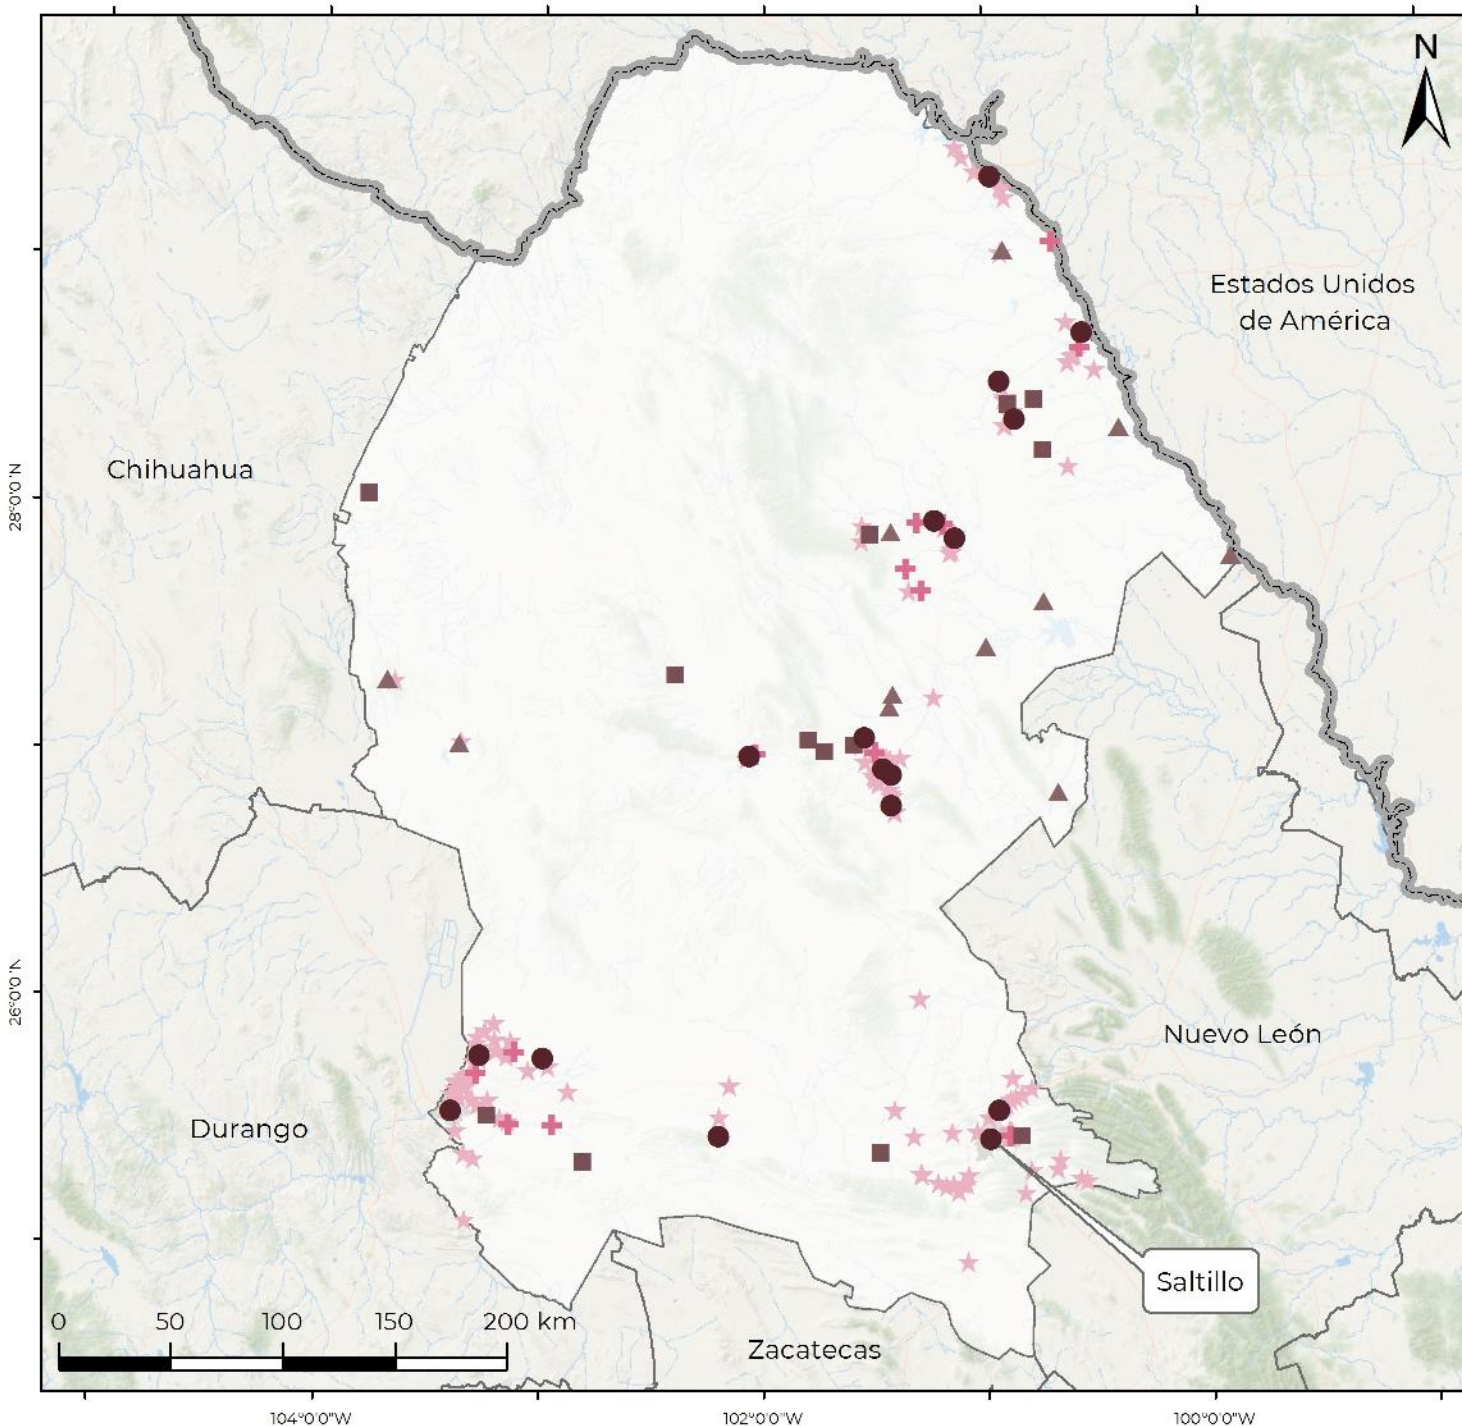 N
Estados Unidos
de América
Chihuahua
28°0'0"N
26°0'0"N
Nuevo León
Durango
Saltillo
0 50 100 150 200 km
Zacatecas
104°0'0"W 102°0'0"W 100°0'0"W